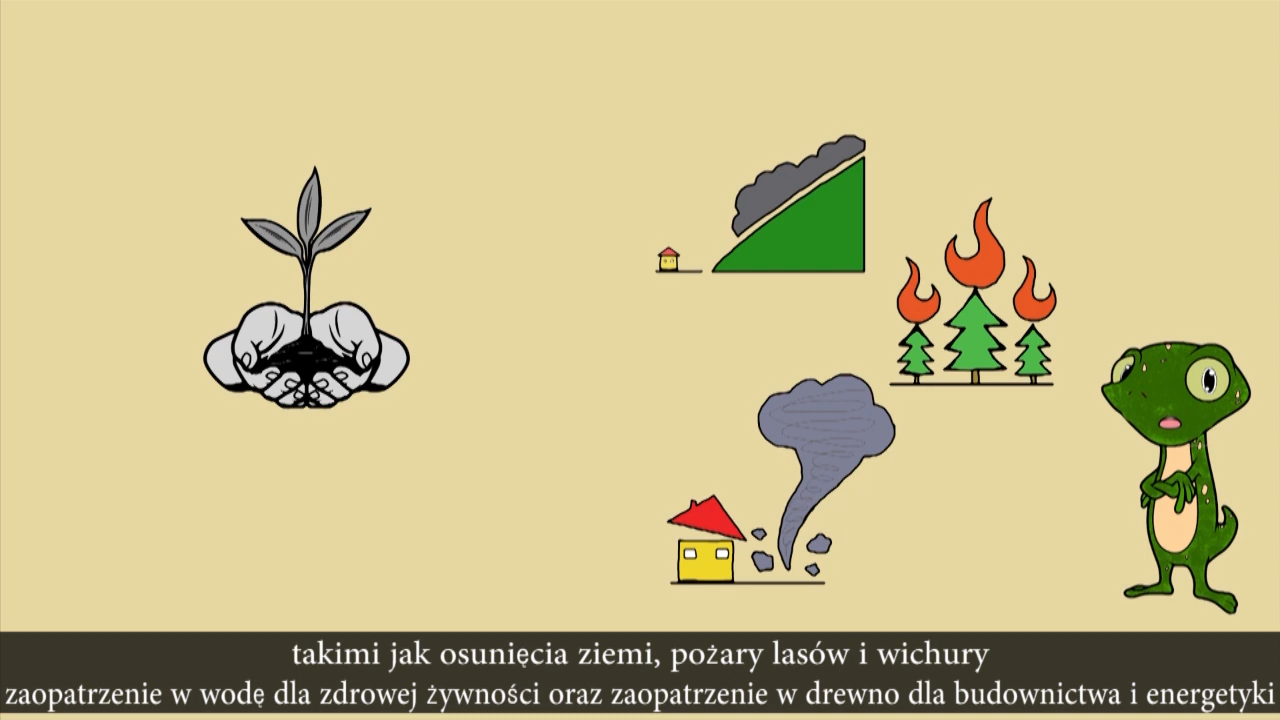 takimi jak osunięcia ziemi, pożary lasów i wichury
zaopatrzenie w wodę dla zdrowej żywności oraz zaopatrzenie w drewno dla budownictwa i energetyki